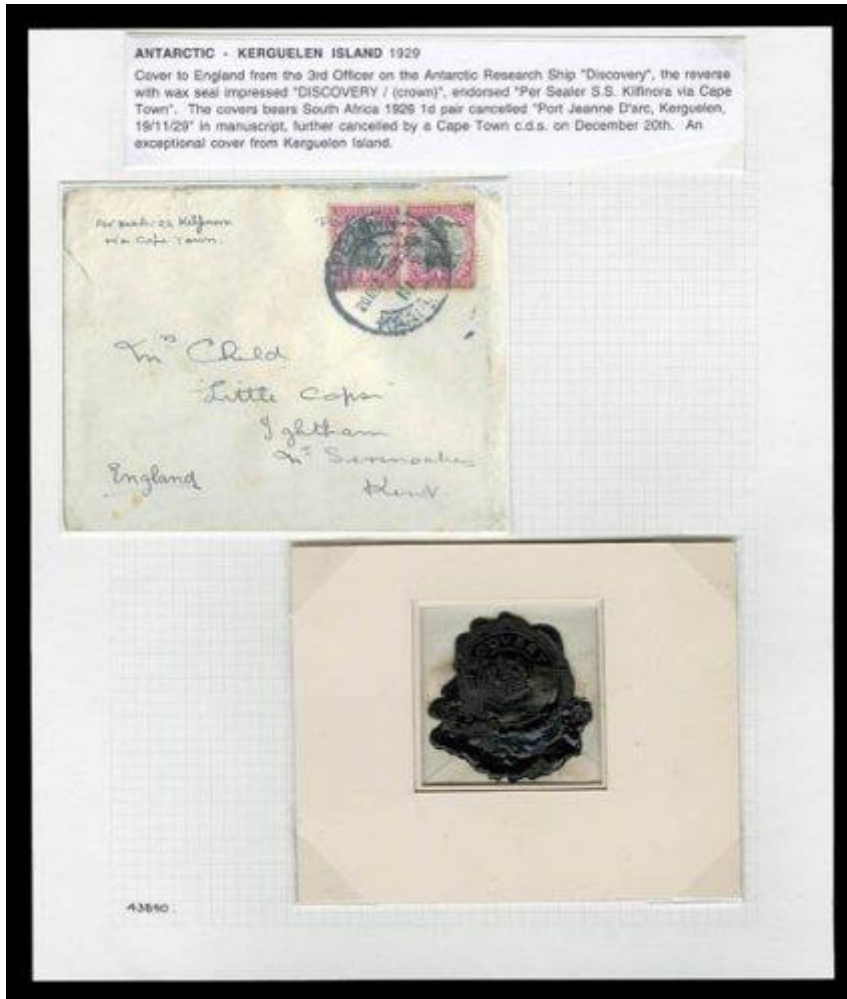 ANTARCTIC - KERGUELEN ISLAND 1929
Cover to England from the 3rd Officer on the Antarctic Research Ship "Discovery", the reverse
with wax seal impressed "DISCOVERY / (crown)", endorsed "Per Sealer S.S. Kilfinora via Cape
Town". The covers bears South Africa 1926 1d pair cancelled "Port Jeanne D'arc, Kerguelen,
19/11/29" in manuscript, further cancelled by a Cape Town c.d.s. on December 20th. An
exceptional cover from Kerguelen Island.
via Cape Town.
Mrs Child
"Little Copse"
Ightham
Nr Sevenoaks
England
Kent
COVERY
43850.